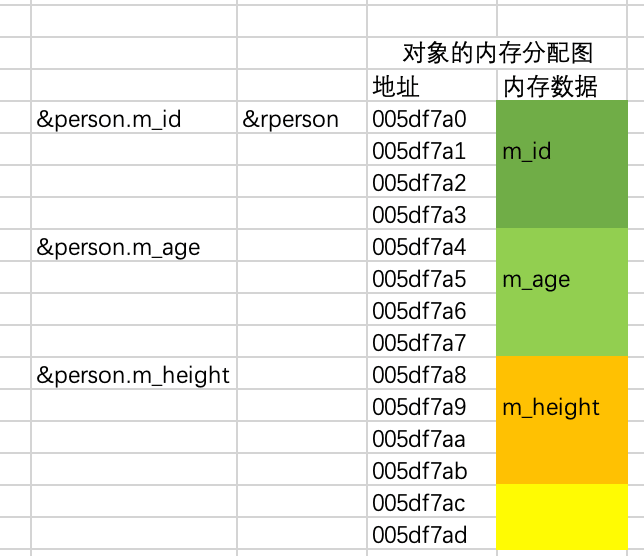 对象的内存分配图
地址 内存数据
&person.m_id &rperson 005df7a0
005df7a1 m_id
005df7a2
005df7a3
&person.m_age 005df7a4
005df7a5 m_age
005df7a6
005df7a7
&person.m_height 005df7a8
005df7a9 m_height
005df7aa
005df7ab
005df7ac
005df7ad